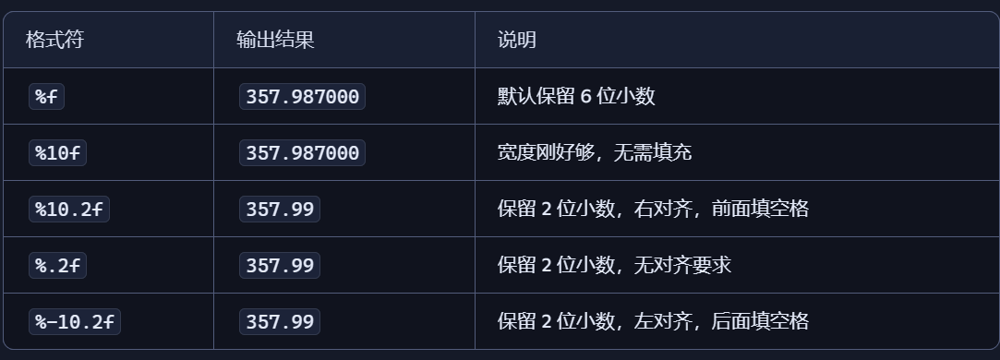 格式符 输出结果 说明
%f 357.987000 默认保留 6 位小数
%10f 357.987000 宽度刚好够，无需填充
%10.2f 357.99 保留 2 位小数，右对齐，前面填空格
%.2f 357.99 保留 2 位小数，无对齐要求
%-10.2f 357.99 保留 2 位小数，左对齐，后面填空格